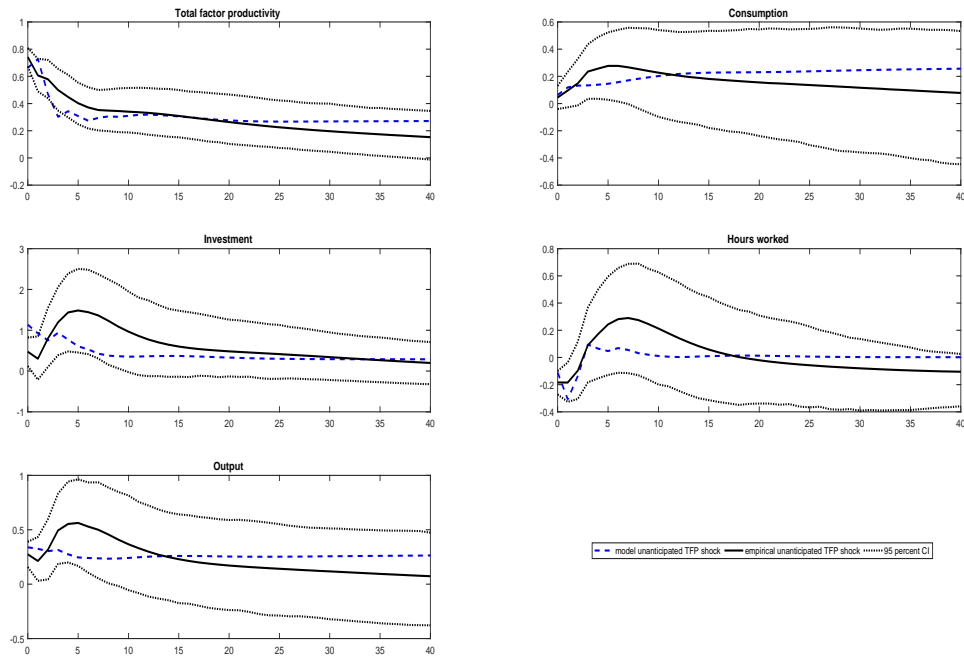 Total factor productivity
1
0.8
0.6
0.4
0.2
0
-0.2
0 5 10 15 20 25 30 35 40
Consumption
0.6
0.4
0.2
0
-0.2
-0.4
-0.6
0 5 10 15 20 25 30 35 40
Investment
3
2
1
0
-1
0 5 10 15 20 25 30 35 40
Hours worked
0.8
0.6
0.4
0.2
0
-0.2
-0.4
0 5 10 15 20 25 30 35 40
Output
1
0.5
0
-0.5
0 5 10 15 20 25 30 35 40
model unanticipated TFP shock empirical unanticipated TFP shock 95 percent CI